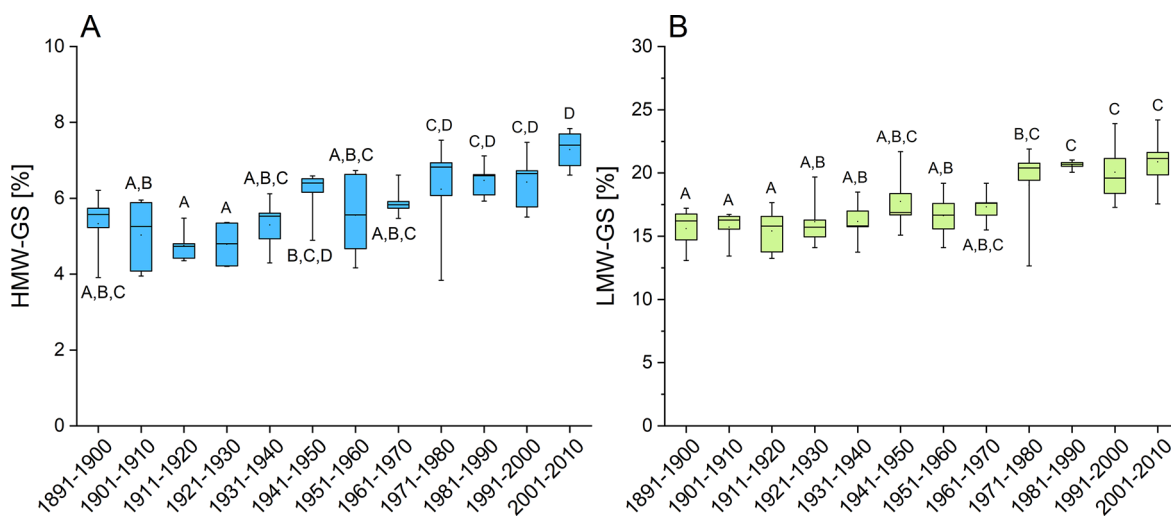 A
HMW-GS [%]
10
8
6
4
2
0
A,B,C
A,B
A
A
A,B,C
B,C,D
A,B,C
A,B,C
C,D
C,D
C,D
D
1891-1900
1901-1910
1911-1920
1921-1930
1931-1940
1941-1950
1951-1960
1961-1970
1971-1980
1981-1990
1991-2000
2001-2010
B
LMW-GS [%]
30
25
20
15
10
5
0
A
A
A
A,B
A,B
A,B,C
A,B
A,B,C
B,C
C
C
C
1891-1900
1901-1910
1911-1920
1921-1930
1931-1940
1941-1950
1951-1960
1961-1970
1971-1980
1981-1990
1991-2000
2001-2010